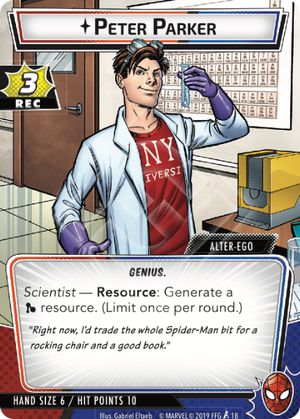 Peter Parker
3
REC
NY
IVERSI
ALTER-EGO
GENIUS.
Scientist — Resource: Generate a
resource. (Limit once per round.)
"Right now, I'd trade the whole Spider-Man bit for a
rocking chair and a good book."
HAND SIZE 6 / HIT POINTS 10
Illus. Gabriel Eltaeb © MARVEL © 2019 FFG 1B